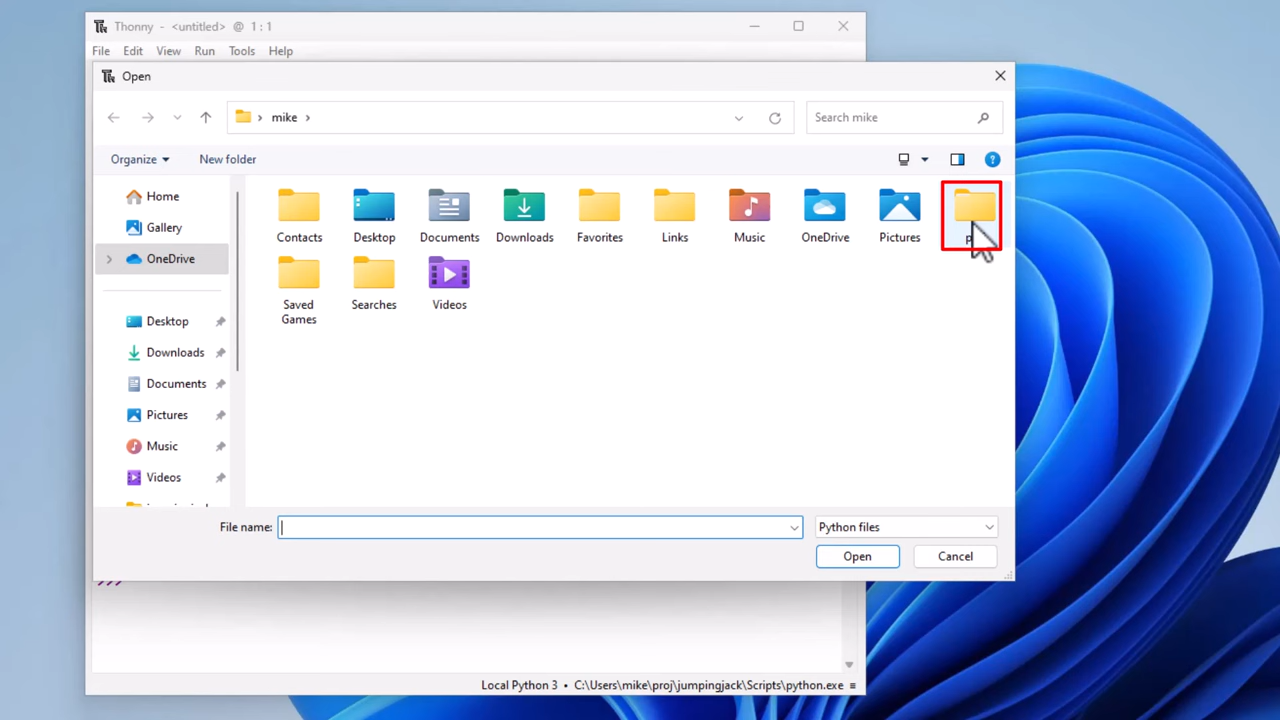 Thonny - <untitled> @ 1 : 1
File Edit View Run Tools Help
Open
mike
Search mike
Organize New folder
Home
Gallery
OneDrive
Desktop
Downloads
Documents
Pictures
Music
Videos
Contacts Desktop Documents Downloads Favorites Links Music OneDrive Pictures
Saved Games Searches Videos
File name: Python files
Open Cancel
>>>
Local Python 3 • C:\Users\mike\proj\jumpingjack\Scripts\python.exe ≡